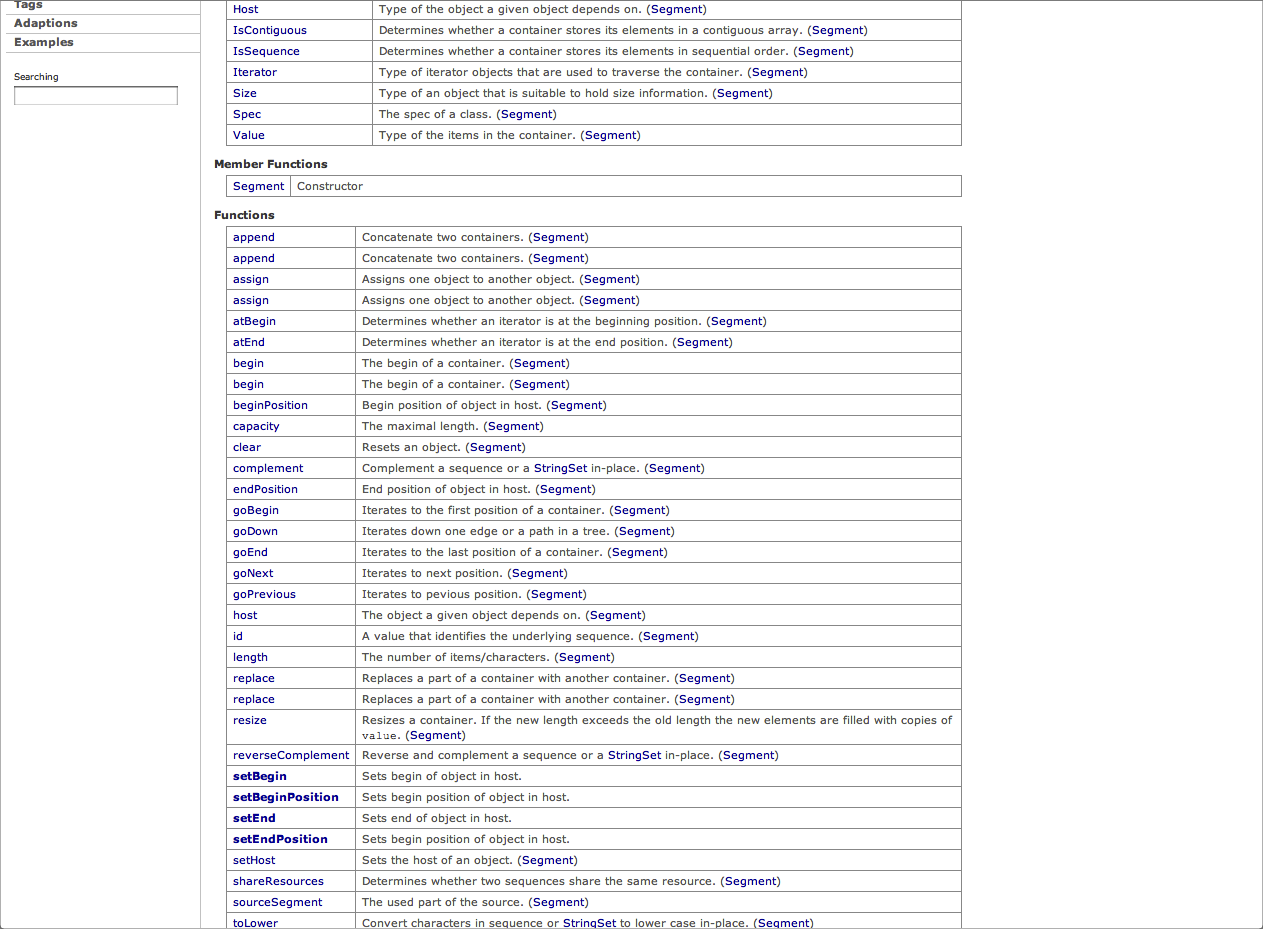 Tags
Adaptions
Examples
Searching
Host Type of the object a given object depends on. (Segment)
IsContiguous Determines whether a container stores its elements in a contiguous array. (Segment)
IsSequence Determines whether a container stores its elements in sequential order. (Segment)
Iterator Type of iterator objects that are used to traverse the container. (Segment)
Size Type of an object that is suitable to hold size information. (Segment)
Spec The spec of a class. (Segment)
Value Type of the items in the container. (Segment)
Member Functions
Segment Constructor
Functions
append Concatenate two containers. (Segment)
append Concatenate two containers. (Segment)
assign Assigns one object to another object. (Segment)
assign Assigns one object to another object. (Segment)
atBegin Determines whether an iterator is at the beginning position. (Segment)
atEnd Determines whether an iterator is at the end position. (Segment)
begin The begin of a container. (Segment)
begin The begin of a container. (Segment)
beginPosition Begin position of object in host. (Segment)
capacity The maximal length. (Segment)
clear Resets an object. (Segment)
complement Complement a sequence or a StringSet in-place. (Segment)
endPosition End position of object in host. (Segment)
goBegin Iterates to the first position of a container. (Segment)
goDown Iterates down one edge or a path in a tree. (Segment)
goEnd Iterates to the last position of a container. (Segment)
goNext Iterates to next position. (Segment)
goPrevious Iterates to pevious position. (Segment)
host The object a given object depends on. (Segment)
id A value that identifies the underlying sequence. (Segment)
length The number of items/characters. (Segment)
replace Replaces a part of a container with another container. (Segment)
replace Replaces a part of a container with another container. (Segment)
resize Resizes a container. If the new length exceeds the old length the new elements are filled with copies of
value. (Segment)
reverseComplement Reverse and complement a sequence or a StringSet in-place. (Segment)
setBegin Sets begin of object in host.
setBeginPosition Sets begin position of object in host.
setEnd Sets end of object in host.
setEndPosition Sets begin position of object in host.
setHost Sets the host of an object. (Segment)
shareResources Determines whether two sequences share the same resource. (Segment)
sourceSegment The used part of the source. (Segment)
toLower Convert characters in sequence or StringSet to lower case in-place. (Segment)